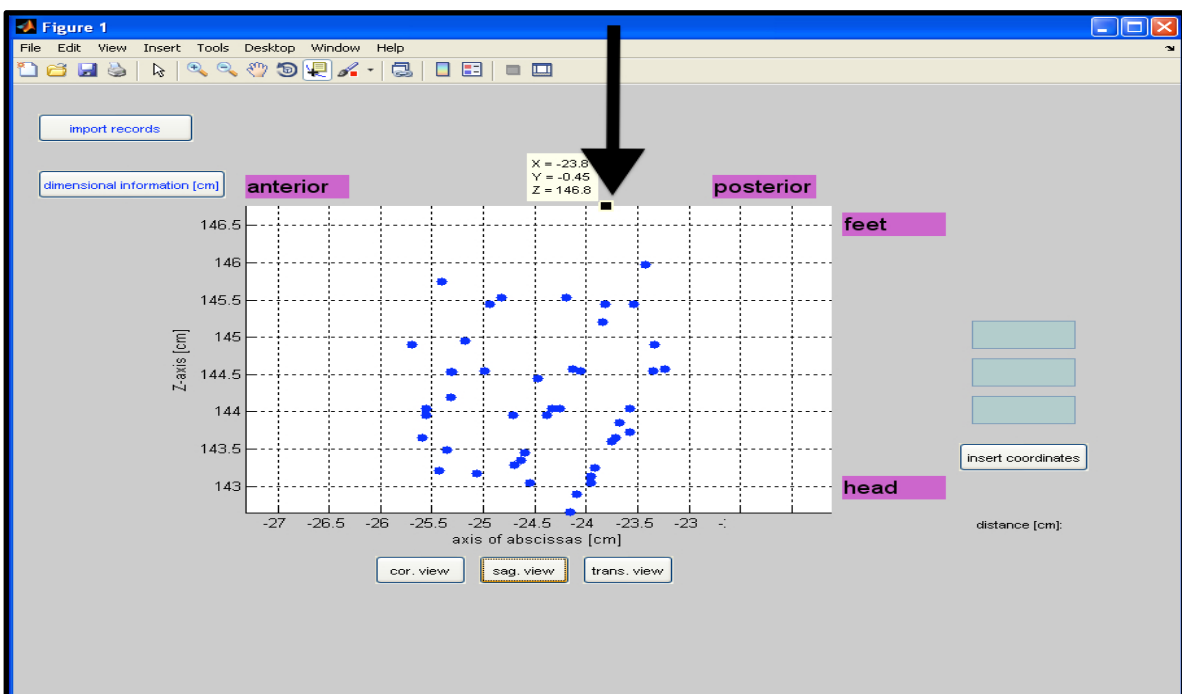 Figure 1
File Edit View Insert Tools Desktop Window Help
import records
dimensional information [cm]
X = -23.8
Y = -0.45
Z = 146.8
anterior
posterior
feet
head
Z-axis [cm]
146.5
146
145.5
145
144.5
144
143.5
143
-27 -26.5 -26 -25.5 -25 -24.5 -24 -23.5 -23
axis of abscissas [cm]
insert coordinates
distance [cm]:
cor. view
sag. view
trans. view